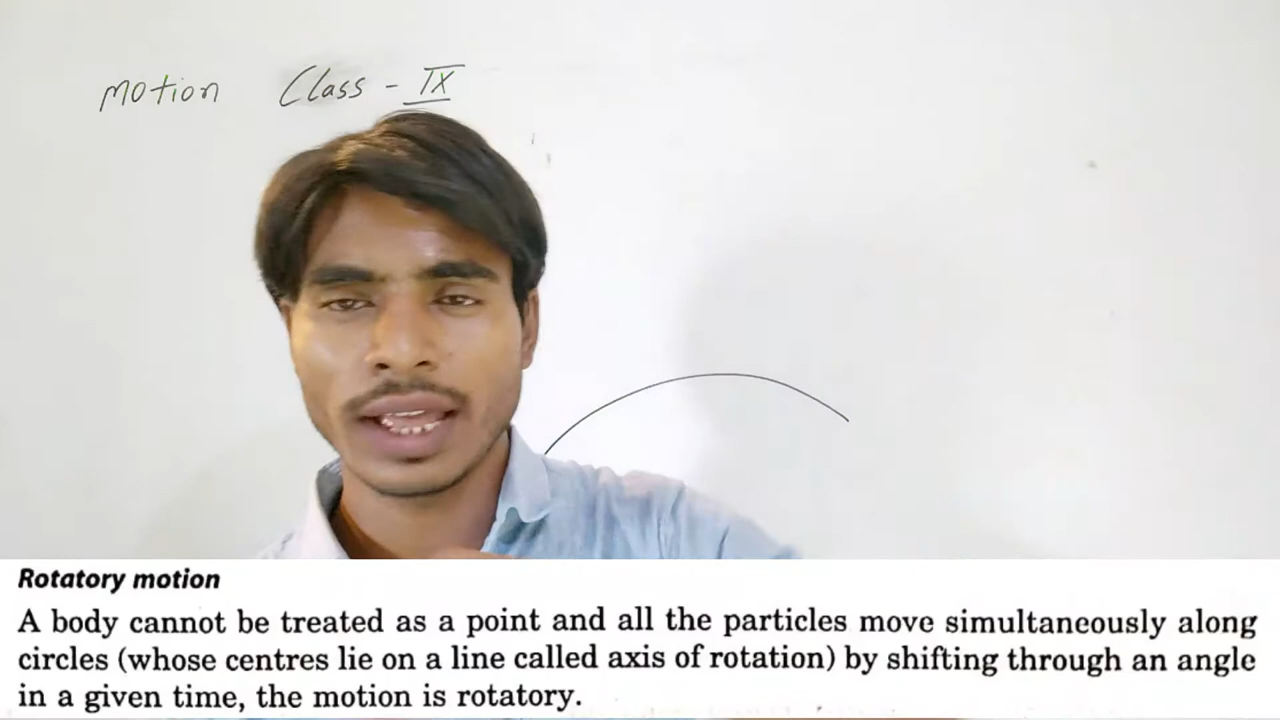 motion Class - IX
Rotatory motion
A body cannot be treated as a point and all the particles move simultaneously along
circles (whose centres lie on a line called axis of rotation) by shifting through an angle
in a given time, the motion is rotatory.